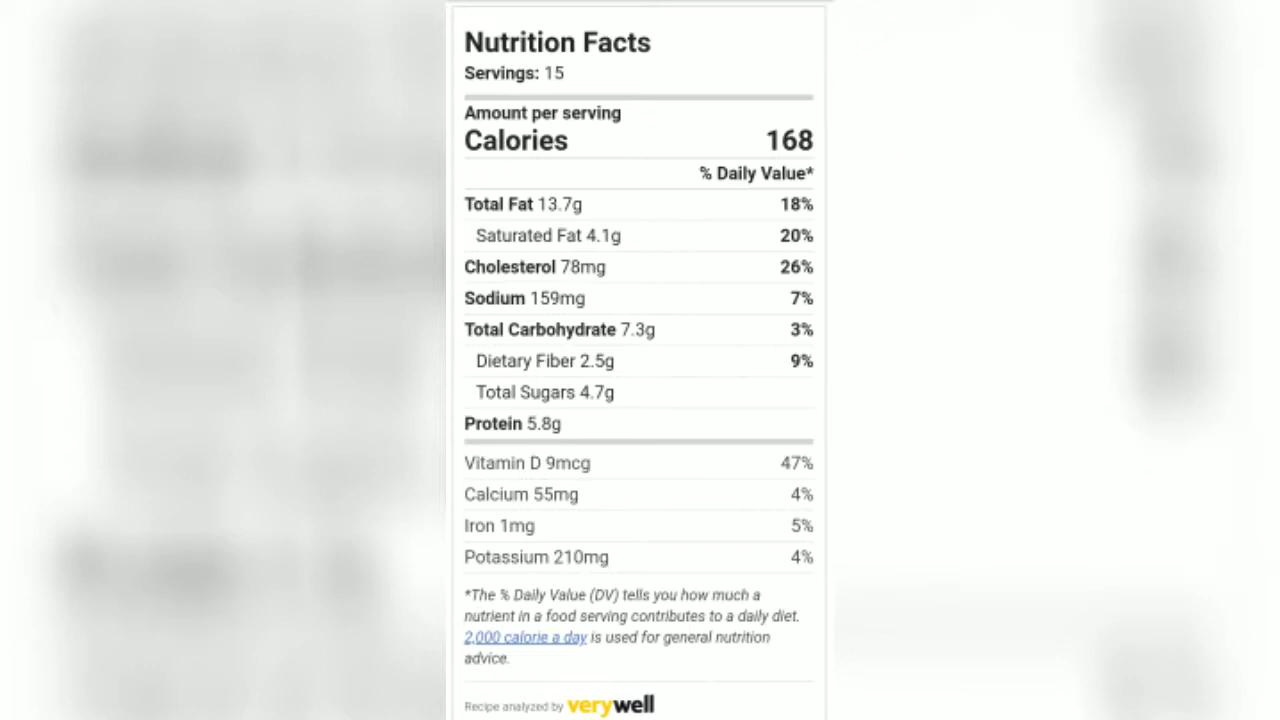 Nutrition Facts
Servings: 15
Amount per serving
Calories 168
% Daily Value*
Total Fat 13.7g 18%
Saturated Fat 4.1g 20%
Cholesterol 78mg 26%
Sodium 159mg 7%
Total Carbohydrate 7.3g 3%
Dietary Fiber 2.5g 9%
Total Sugars 4.7g
Protein 5.8g
Vitamin D 9mcg 47%
Calcium 55mg 4%
Iron 1mg 5%
Potassium 210mg 4%
*The % Daily Value (DV) tells you how much a
nutrient in a food serving contributes to a daily diet.
2,000 calorie a day is used for general nutrition
advice.
Recipe analyzed by verywell